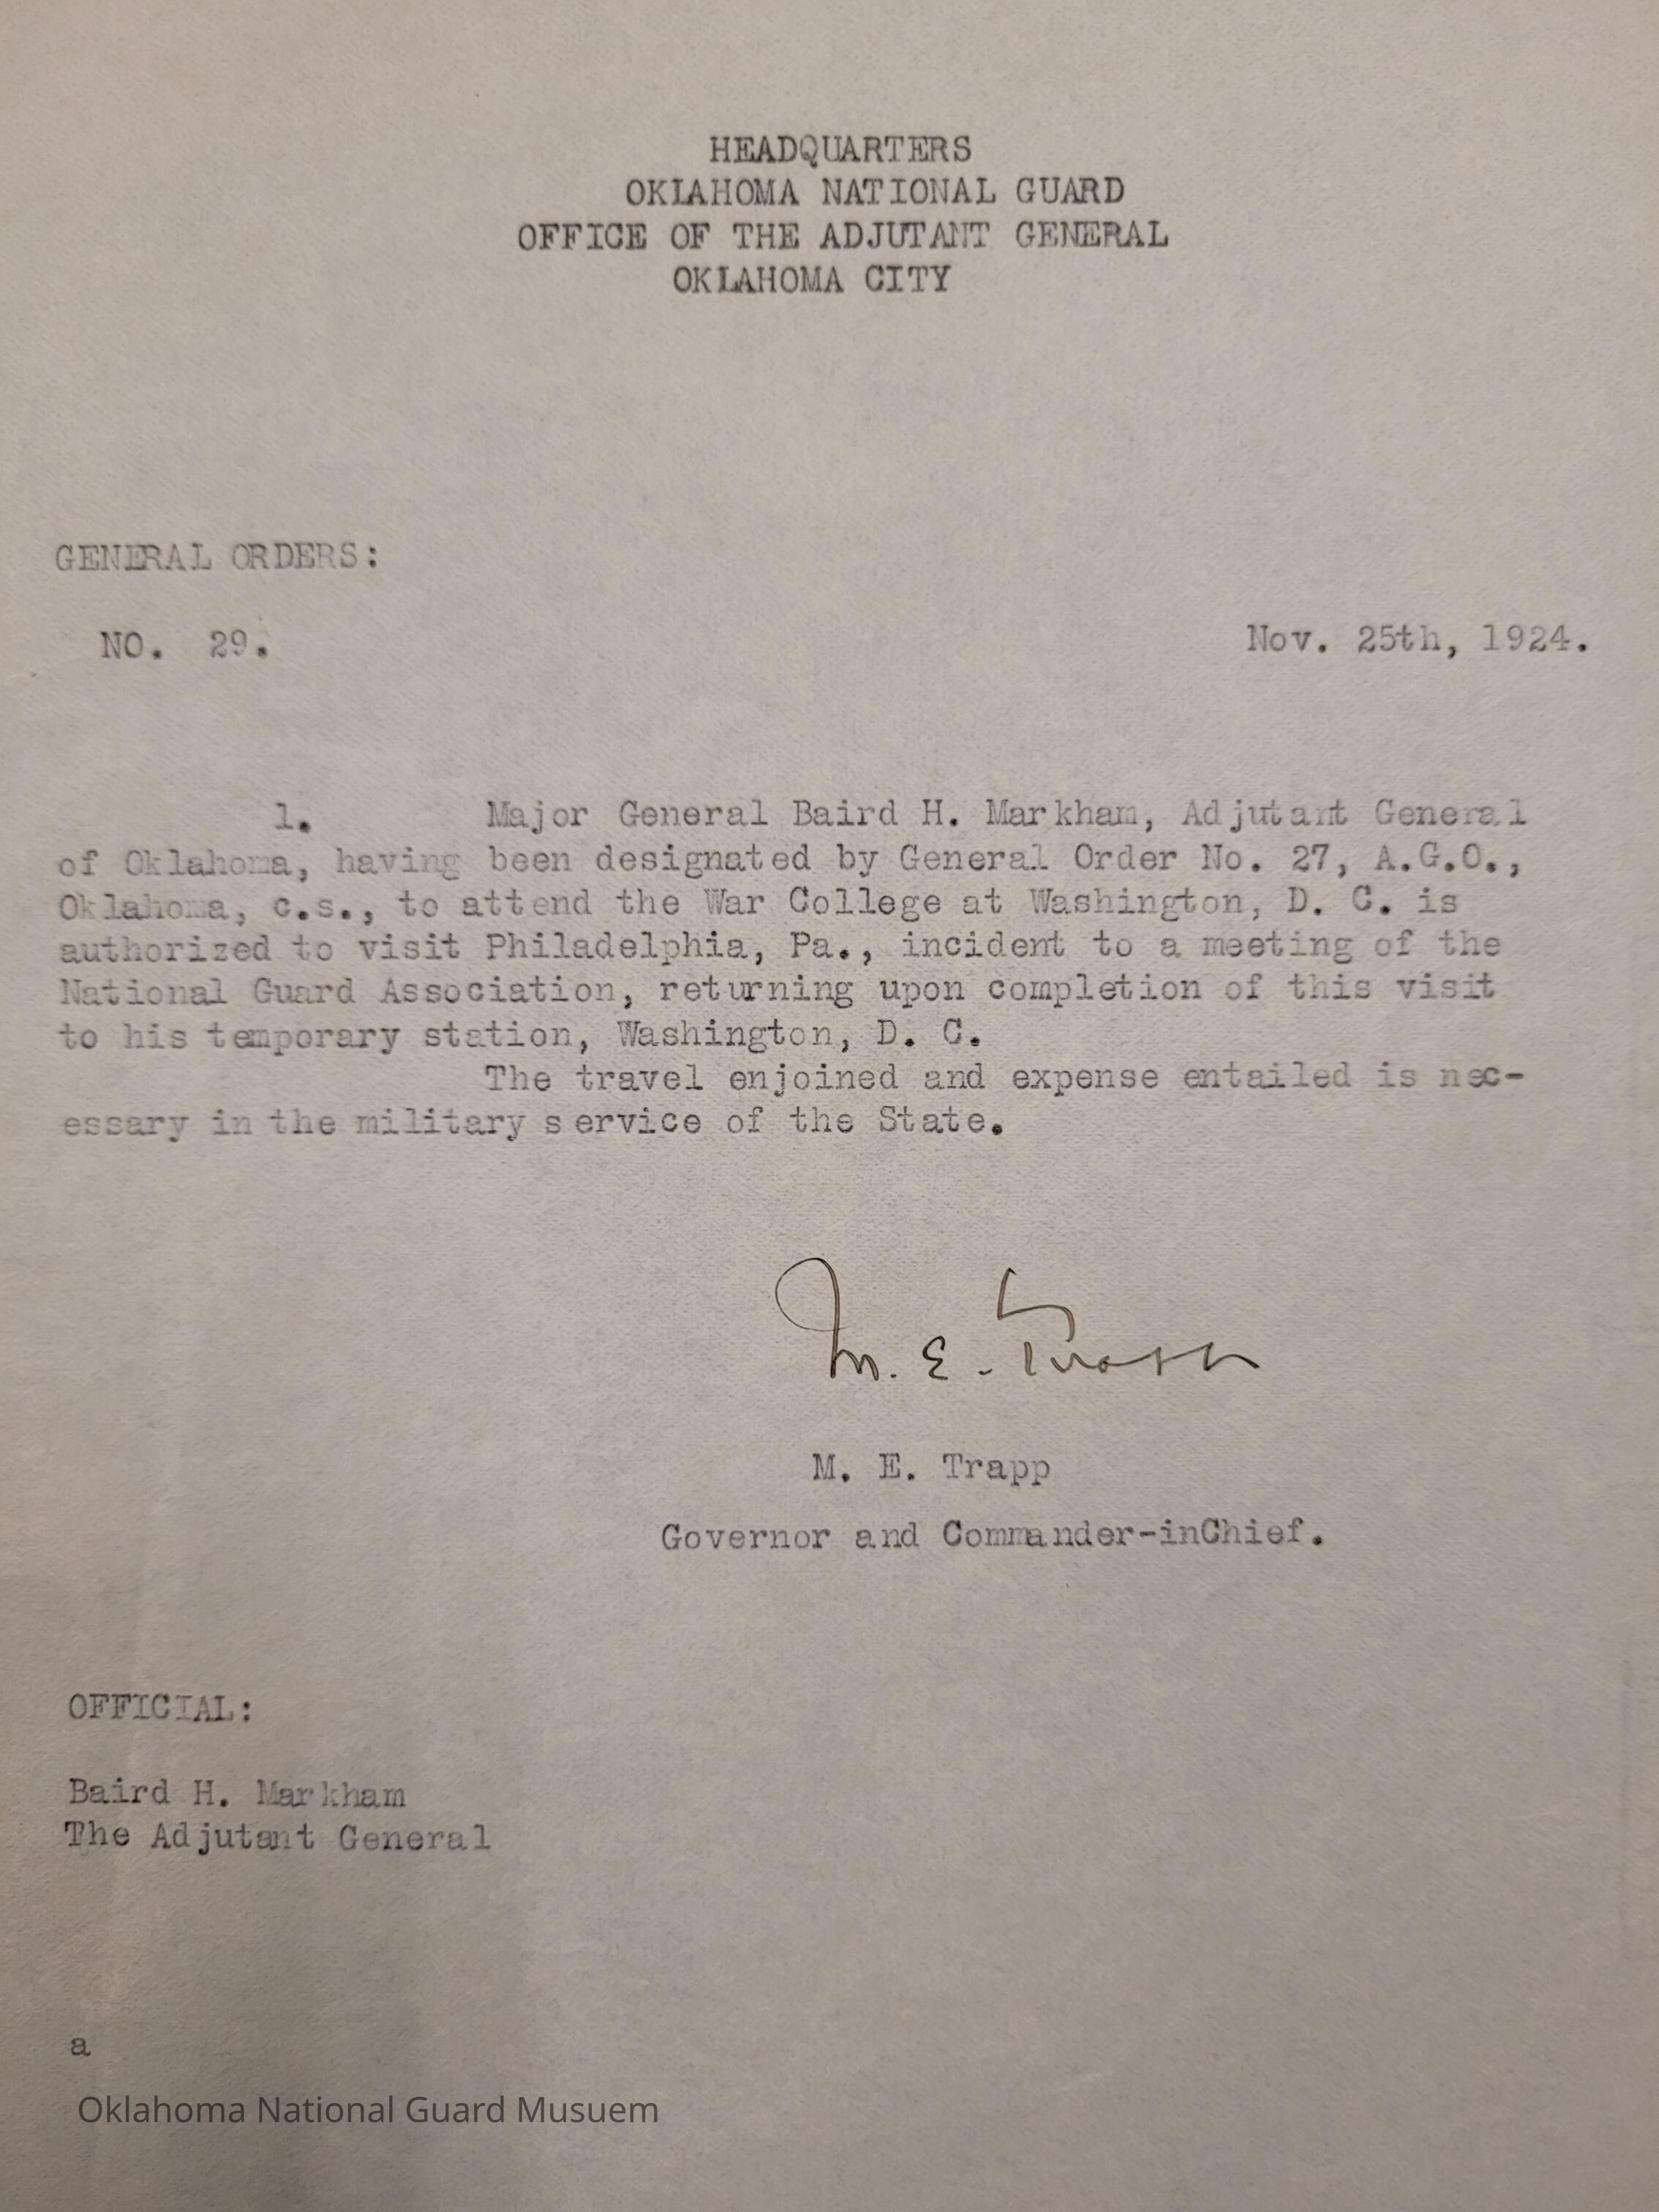 HEADQUARTERS
OKLAHOMA NATIONAL GUARD
OFFICE OF THE ADJUTANT GENERAL
OKLAHOMA CITY
GENERAL ORDERS:
NO. 29.
Nov. 25th, 1924.
1. Major General Baird H. Markham, Adjutant General
of Oklahoma, having been designated by General Order No. 27, A.G.O.,
Oklahoma, c.s., to attend the War College at Washington, D. C. is
authorized to visit Philadelphia, Pa., incident to a meeting of the
National Guard Association, returning upon completion of this visit
to his temporary station, Washington, D. C.
The travel enjoined and expense entailed is nec-
essary in the military service of the State.
M. E. Trapp
M. E. Trapp
Governor and Commander-inChief.
OFFICIAL:
Baird H. Markham
The Adjutant General
a
Oklahoma National Guard Musuem